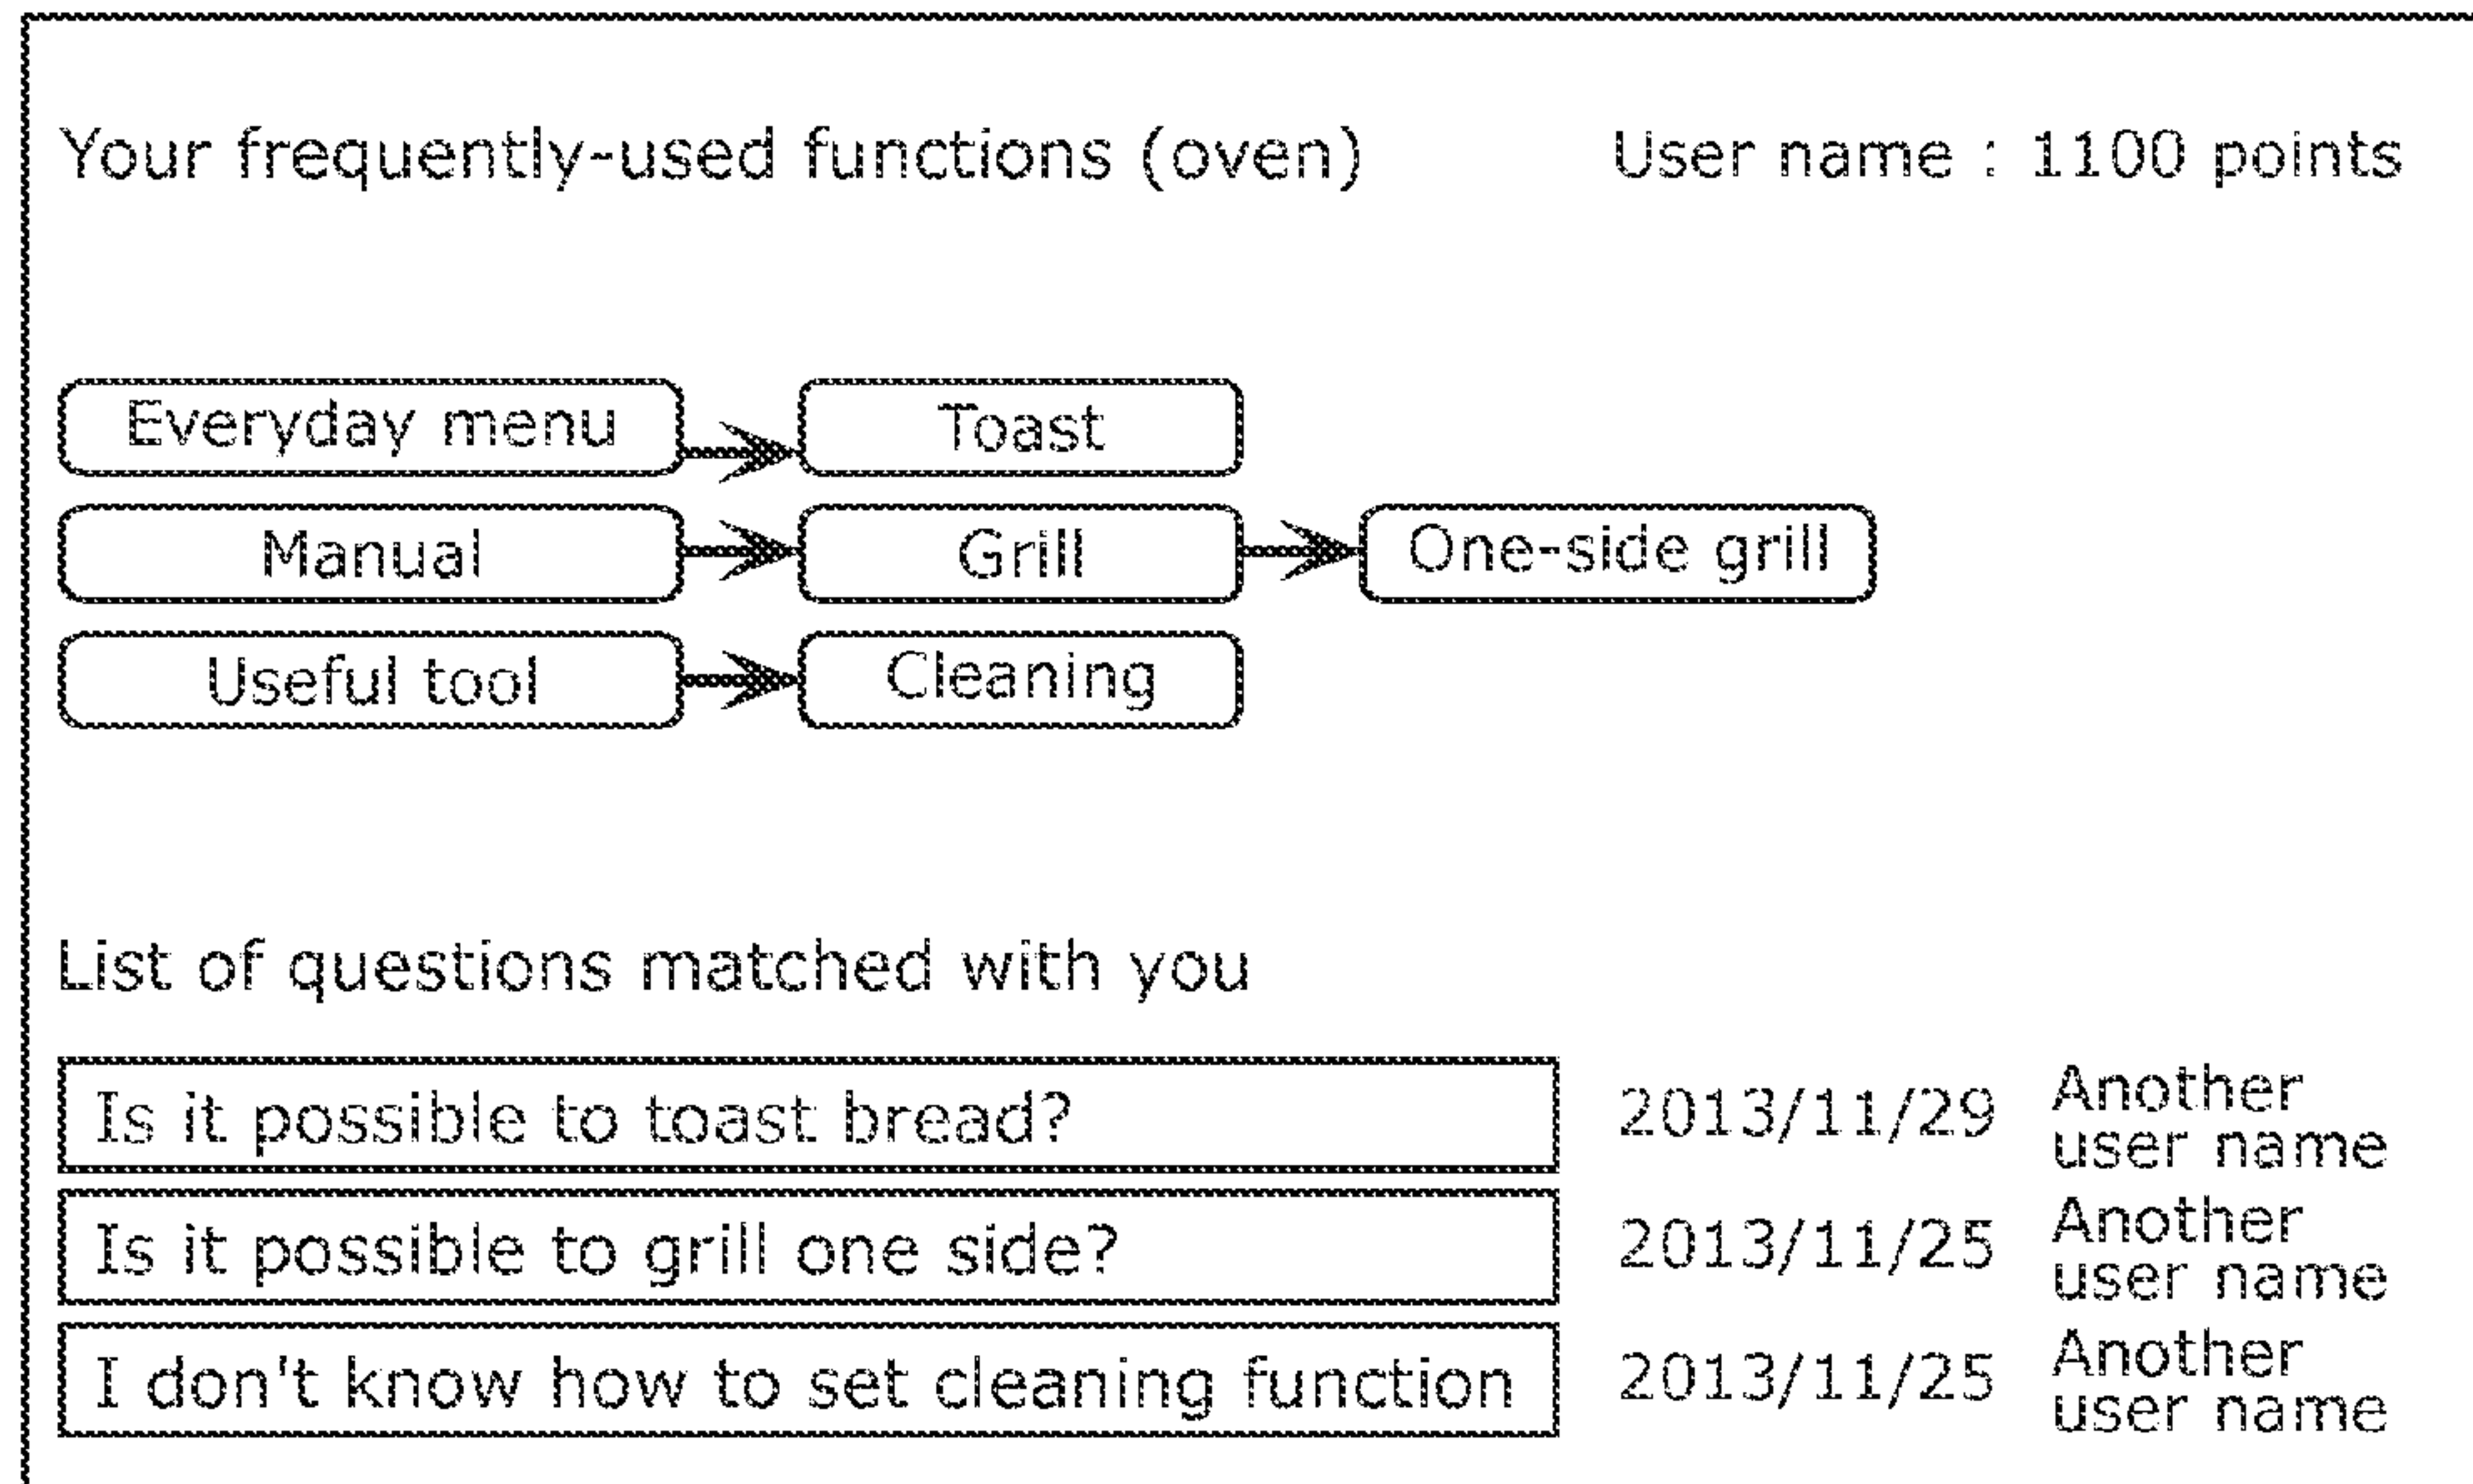 Your frequently-used functions (oven) User name : 1100 points
Everyday menu Toast
Manual Grill One-side grill
Useful tool Cleaning
List of questions matched with you
Is it possible to toast bread? 2013/11/29 Another user name
Is it possible to grill one side? 2013/11/25 Another user name
I don't know how to set cleaning function 2013/11/25 Another user name